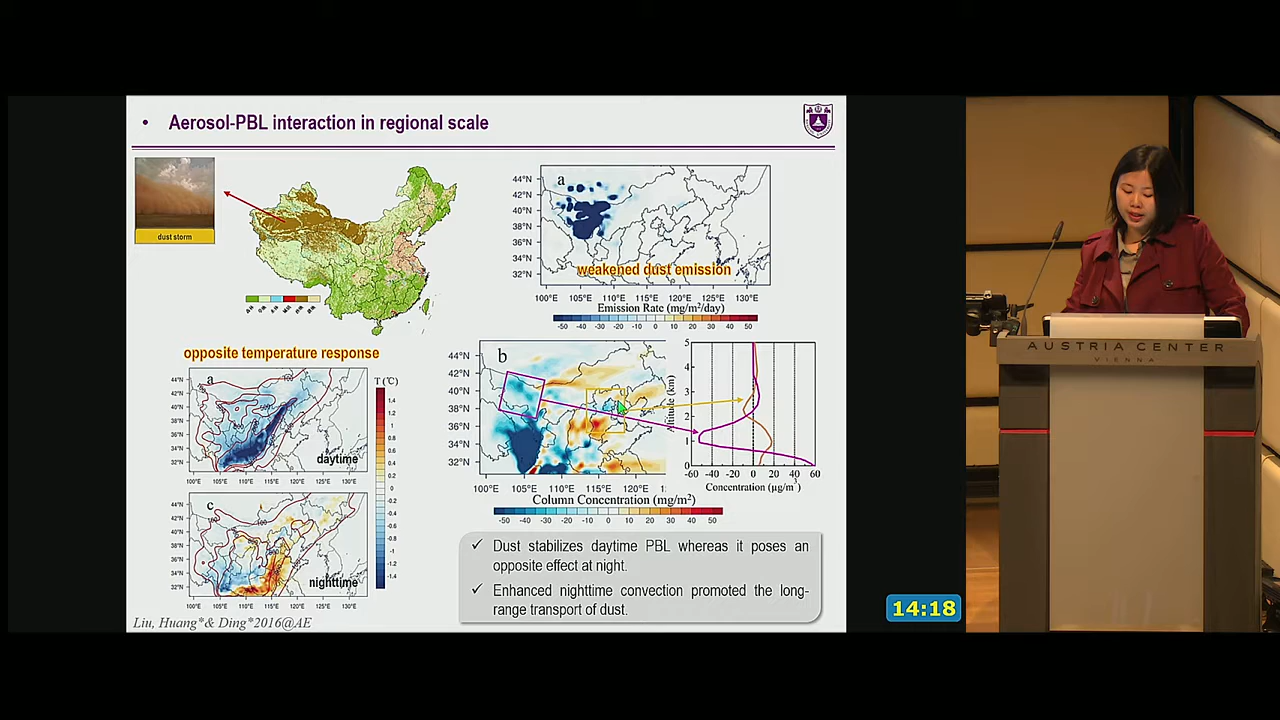 • Aerosol-PBL interaction in regional scale
dust storm
opposite temperature response
a
44°N
42°N
40°N
38°N
36°N
34°N
32°N
daytime
100°E 105°E 110°E 115°E 120°E 125°E 130°E
T (℃)
1.4
1.2
1
0.8
0.6
0.4
0.2
0
-0.2
-0.4
-0.6
-0.8
-1
-1.2
-1.4
c
44°N
42°N
40°N
38°N
36°N
34°N
32°N
nighttime
100°E 105°E 110°E 115°E 120°E 125°E 130°E
Liu, Huang*& Ding*2016@AE
a
44°N
42°N
40°N
38°N
36°N
34°N
32°N
weakened dust emission
100°E 105°E 110°E 115°E 120°E 125°E 130°E
Emission Rate (mg/m²/day)
-50 -40 -30 -20 -10 0 10 20 30 40 50
b
44°N
42°N
40°N
38°N
36°N
34°N
32°N
100°E 105°E 110°E 115°E 120°E 1:
Column Concentration (mg/m²)
-50 -40 -30 -20 -10 0 10 20 30 40 50
Altitude (km)
5
4
3
2
1
0
-60 -40 -20 0 20 40 60
Concentration (μg/m³)
✓ Dust stabilizes daytime PBL whereas it poses an
opposite effect at night.
✓ Enhanced nighttime convection promoted the long-
range transport of dust.
14:18
AUSTRIA CENTER
VIENNA